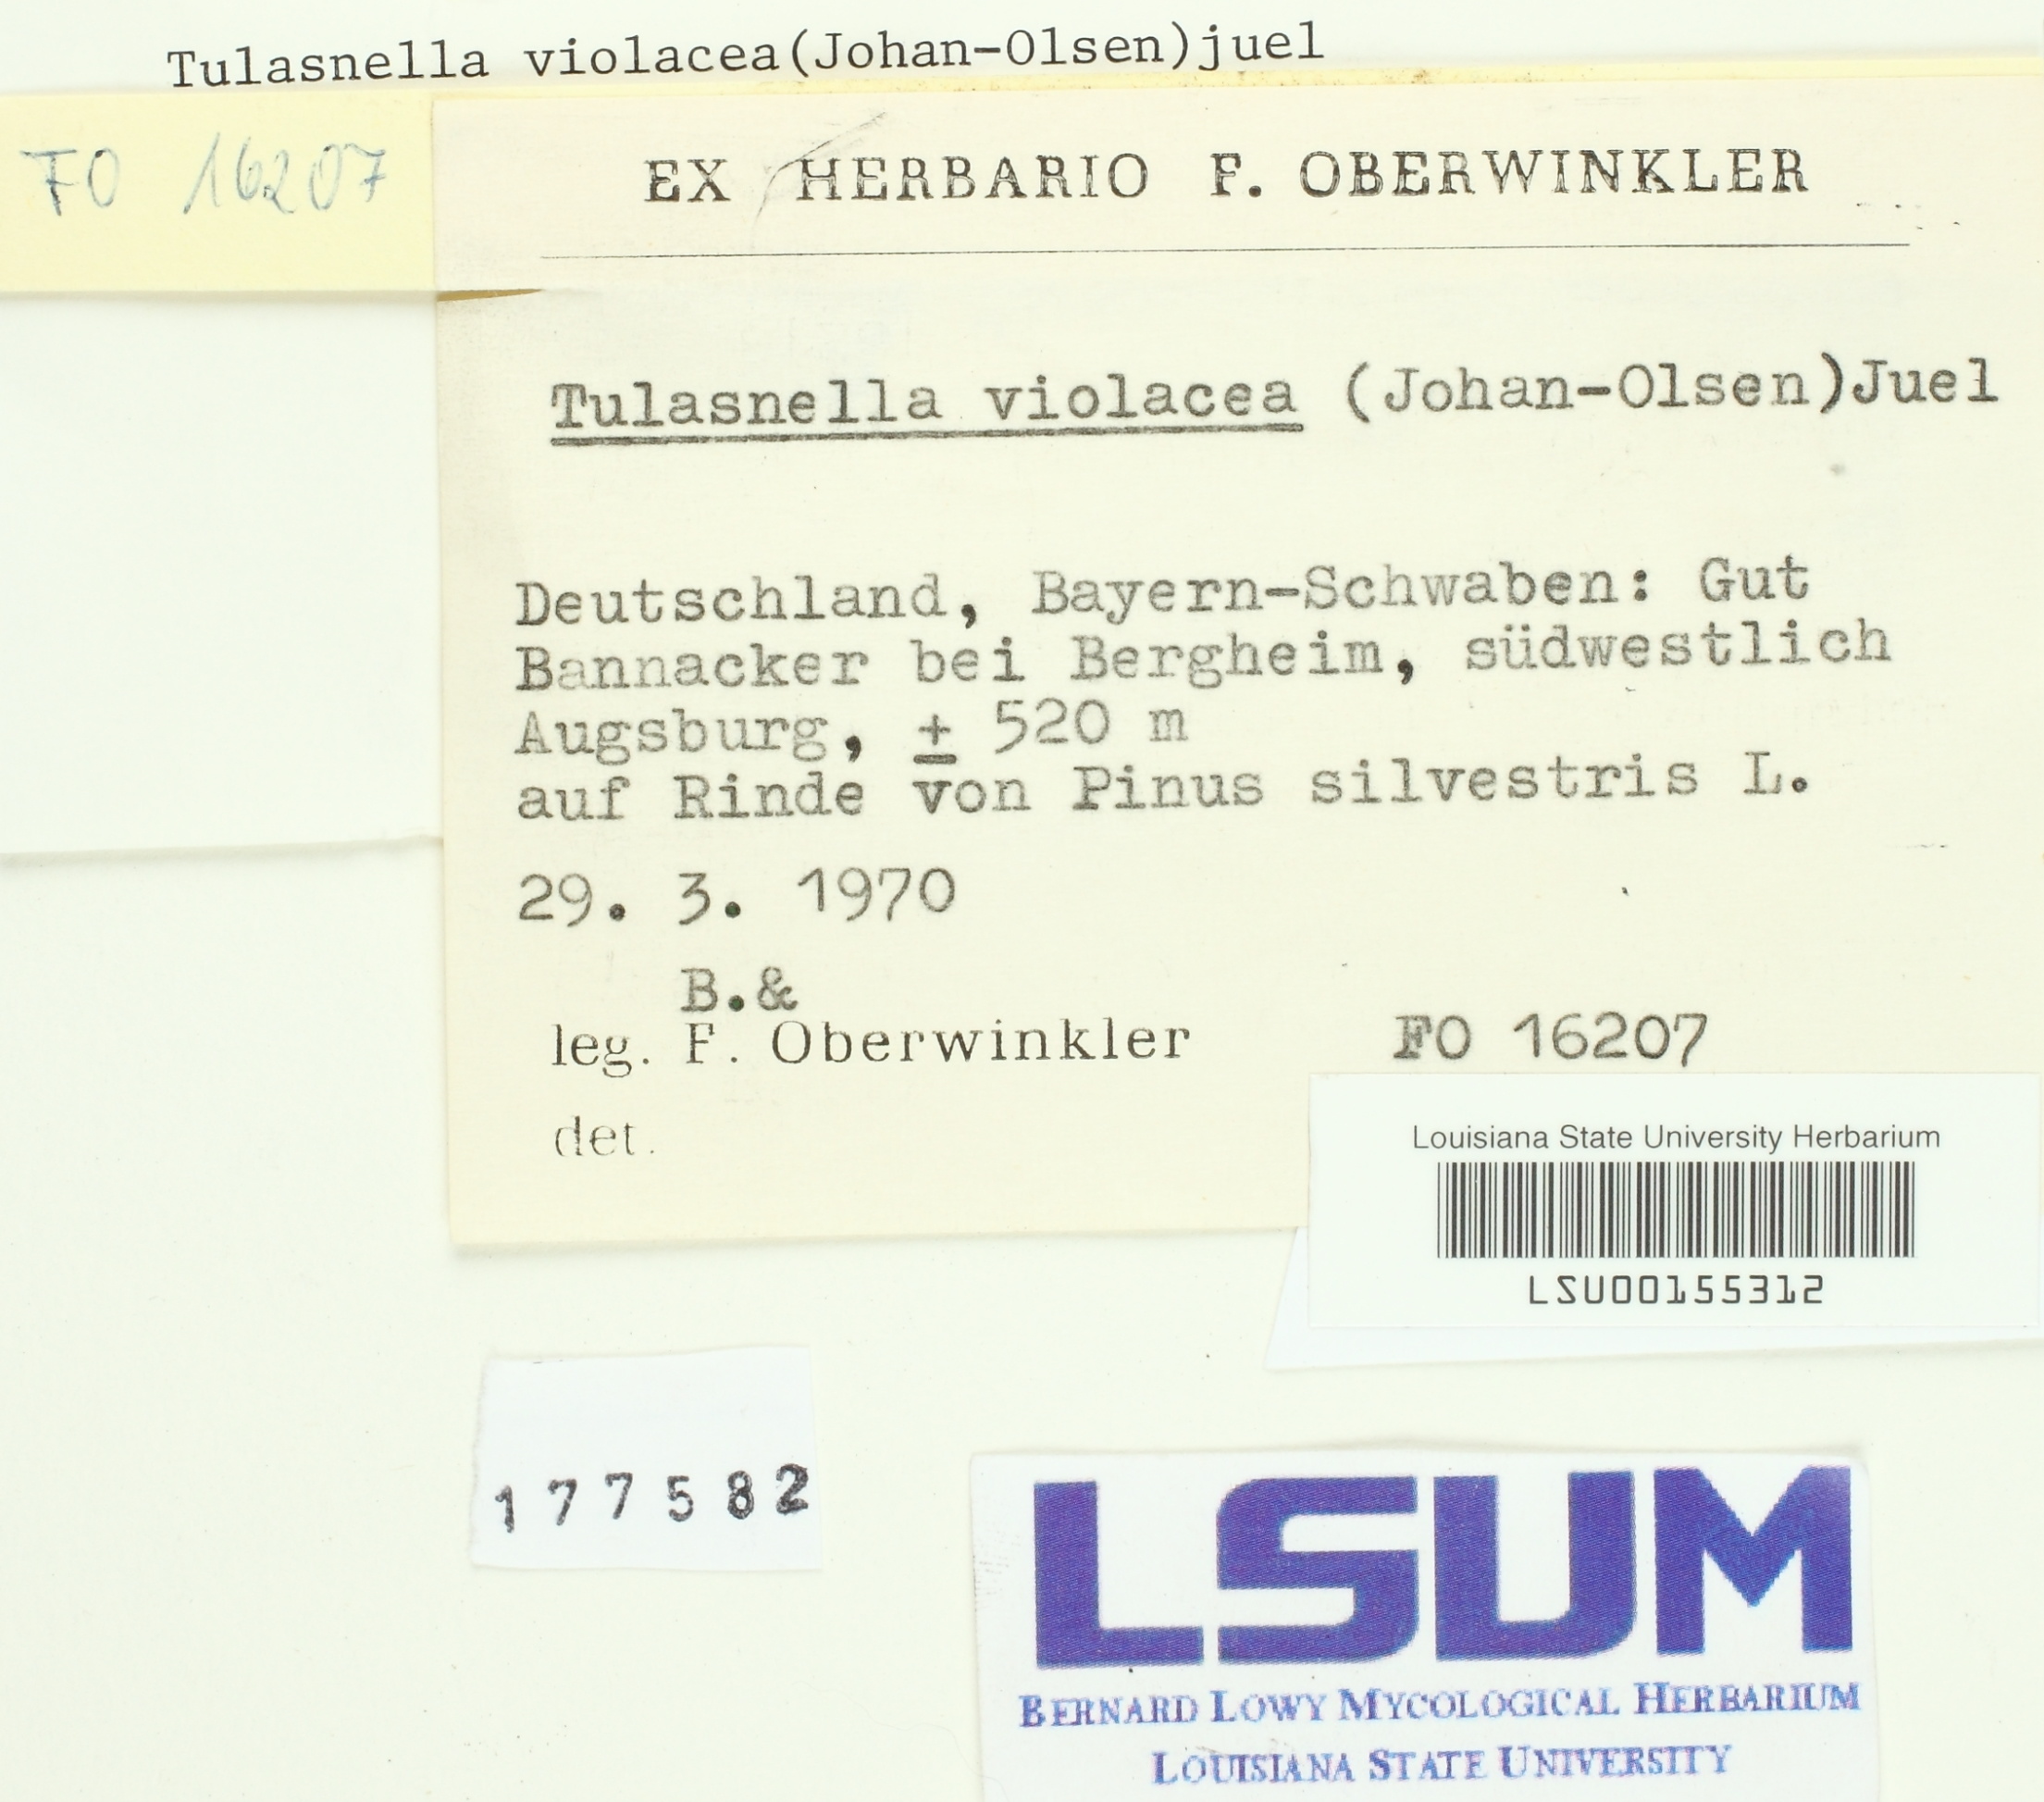 Tulasnella violacea(Johan-Olsen)juel
FO 16207
EX HERBARIO F. OBERWINKLER
Tulasnella violacea (Johan-Olsen)Juel
Deutschland, Bayern-Schwaben: Gut
Bannacker bei Bergheim, südwestlich
Augsburg, ± 520 m
auf Rinde von Pinus silvestris L.
29. 3. 1970
B.&
leg. F. Oberwinkler FO 16207
det.
Louisiana State University Herbarium
LSU00155312
177582
LSUM
BERNARD LOWY MYCOLOGICAL HERBARIUM
LOUISIANA STATE UNIVERSITY